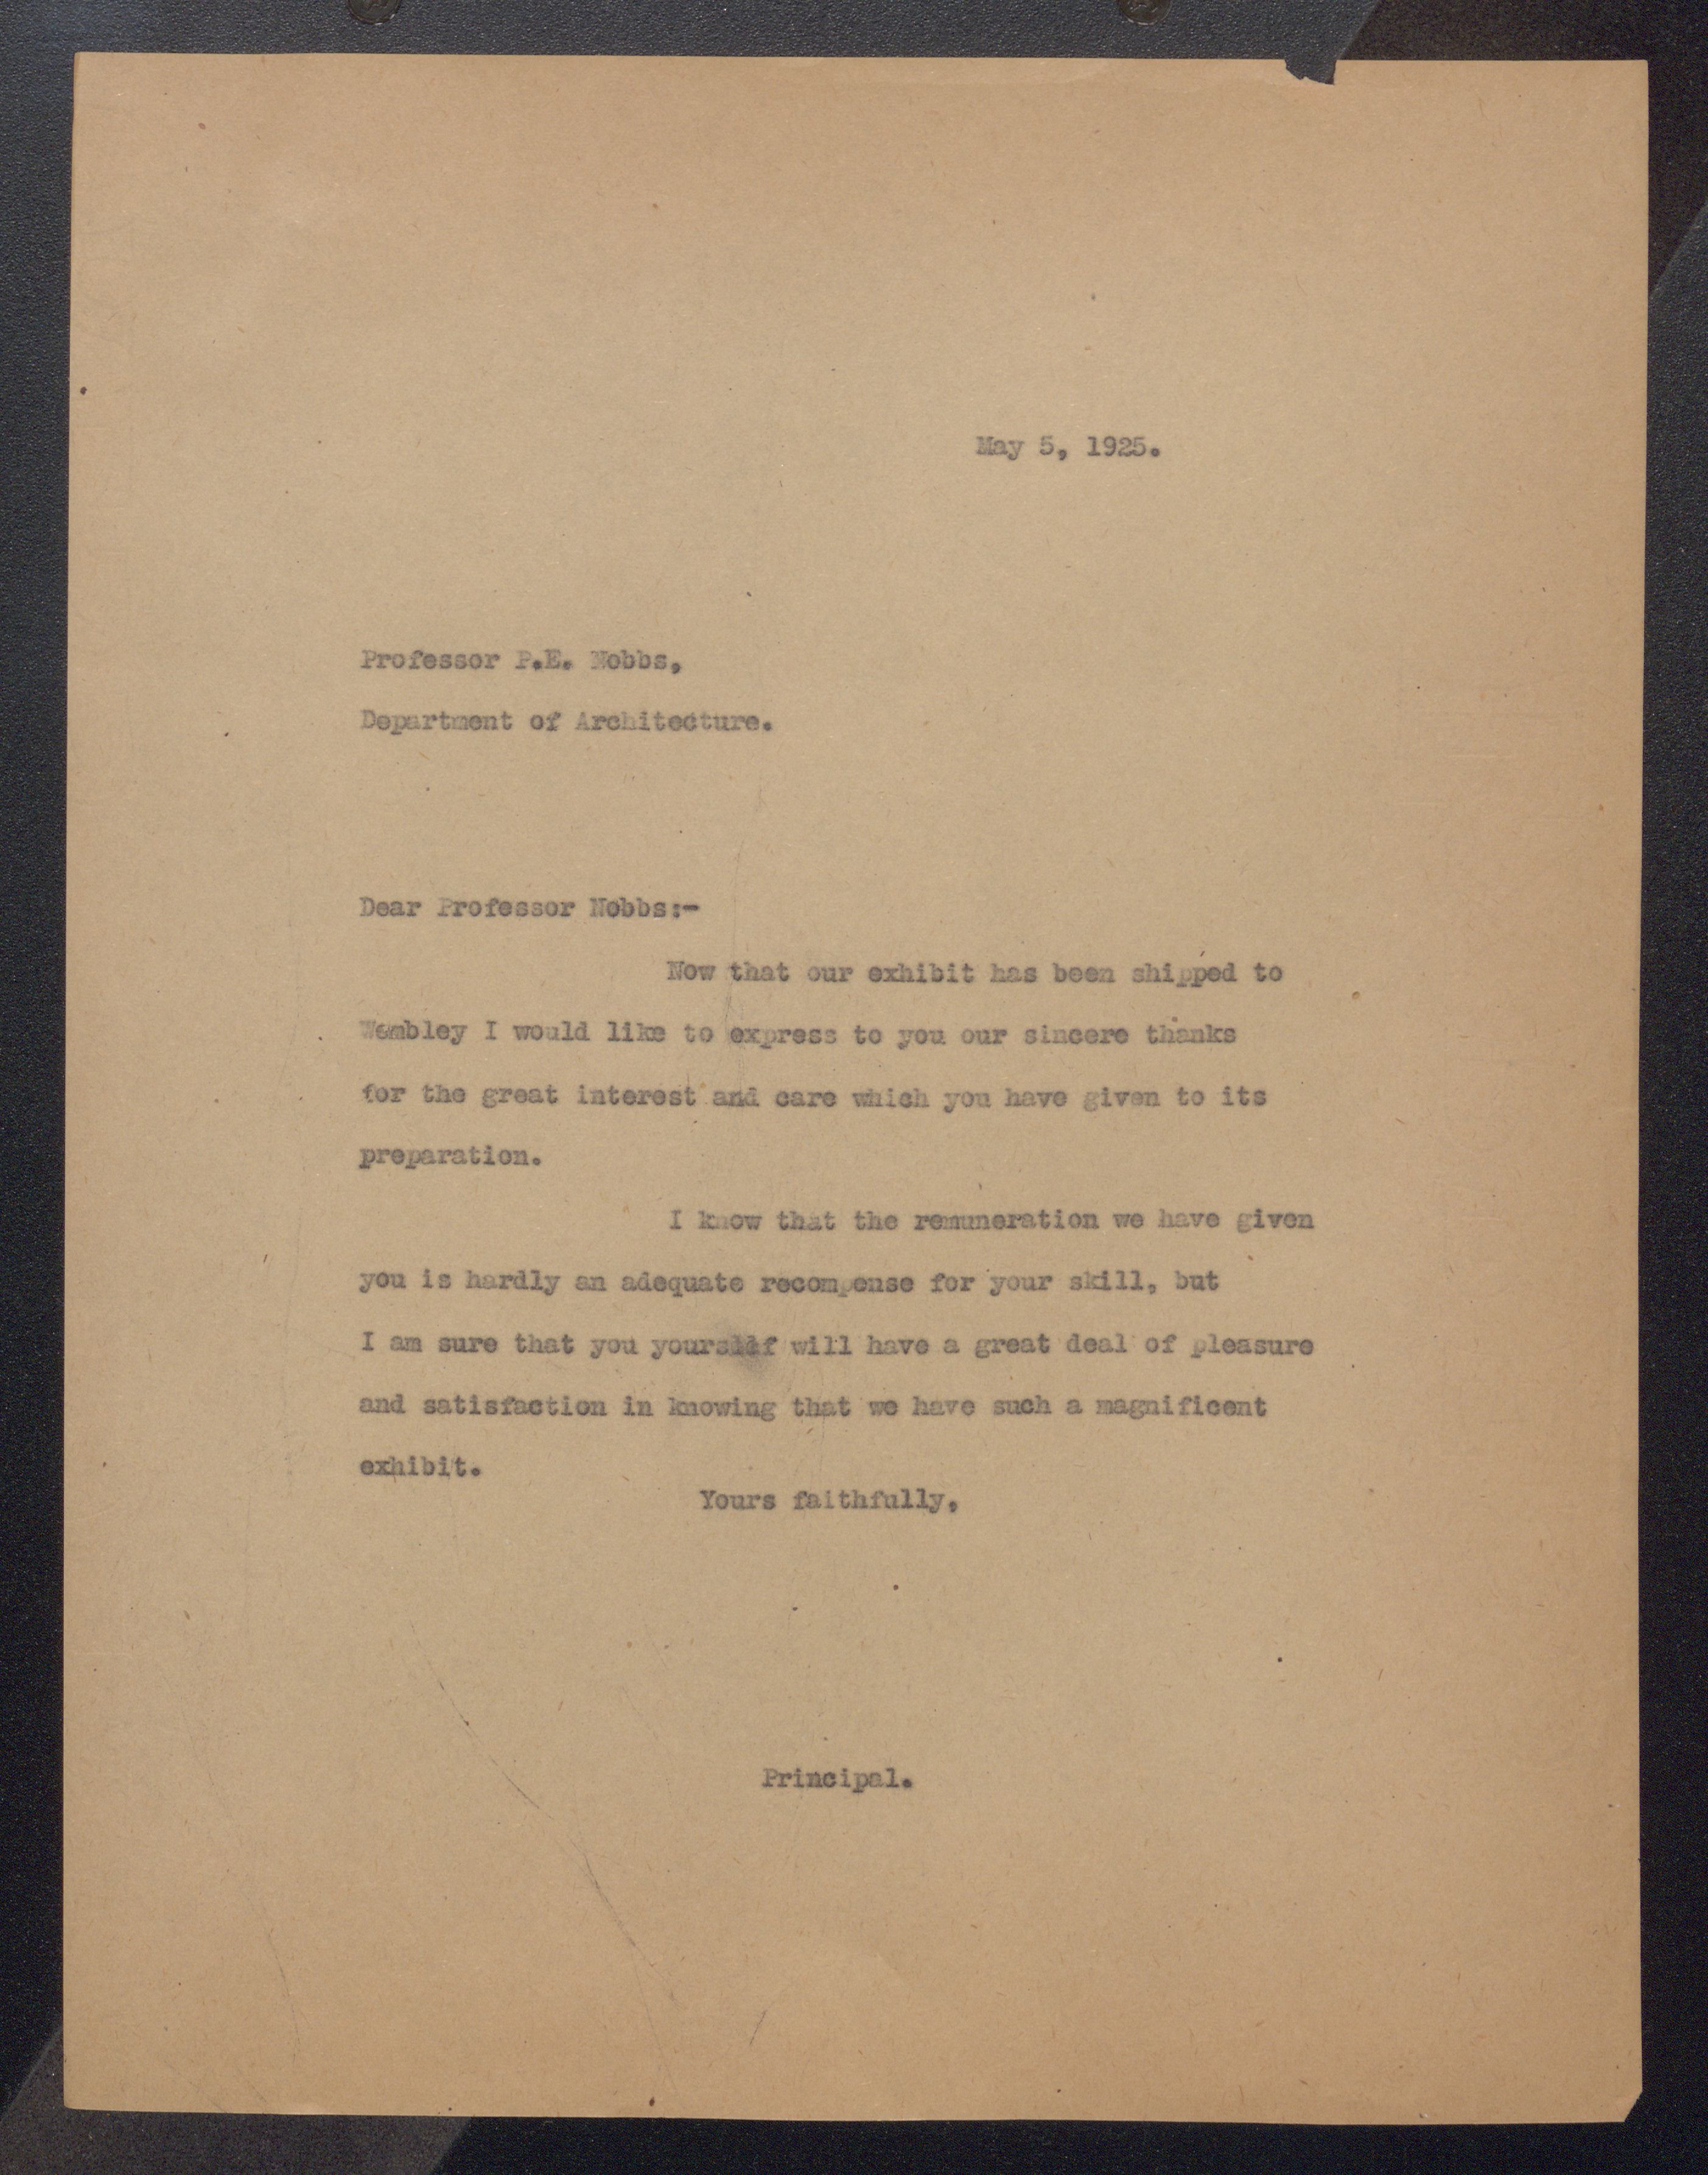 May 5, 1925.
Professor P.E. Nobbs,
Department of Architecture.
Dear Professor Nobbs:-
Now that our exhibit has been shipped to
Wembley I would like to express to you our sincere thanks
for the great interest and care which you have given to its
preparation.
I know that the remuneration we have given
you is hardly an adequate recompense for your skill, but
I am sure that you yourself will have a great deal of pleasure
and satisfaction in knowing that we have such a magnificent
exhibit.
Yours faithfully,
Principal.